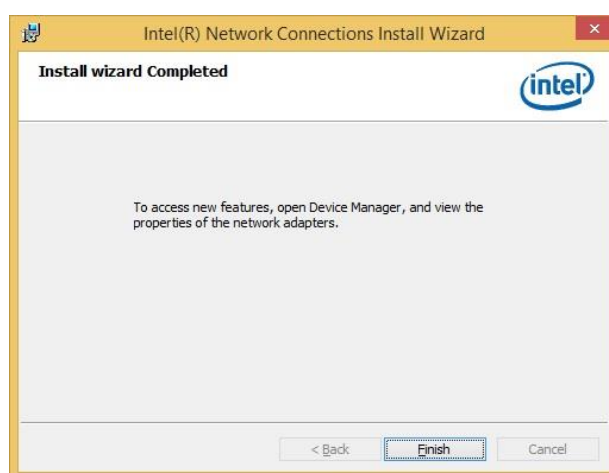 Intel(R) Network Connections Install Wizard
Install wizard Completed
intel
To access new features, open Device Manager, and view the
properties of the network adapters.
< Back
Finish
Cancel